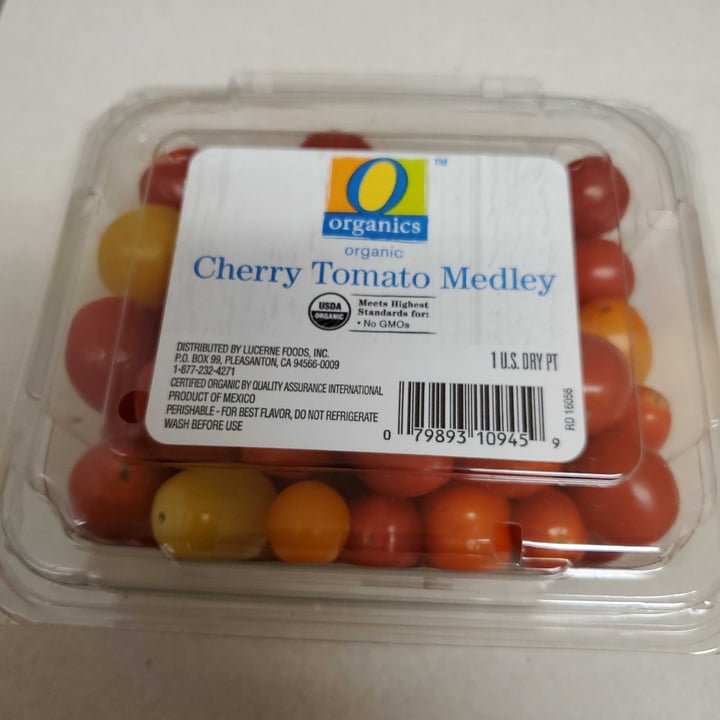 O
™
organics
organic
Cherry Tomato Medley
USDA
ORGANIC
Meets Highest
Standards for:
• No GMOs
DISTRIBUTED BY LUCERNE FOODS, INC.
P.O. BOX 99, PLEASANTON, CA 94566-0009
1-877-232-4271
1 U.S. DRY PT
CERTIFIED ORGANIC BY QUALITY ASSURANCE INTERNATIONAL
PRODUCT OF MEXICO
PERISHABLE - FOR BEST FLAVOR, DO NOT REFRIGERATE
WASH BEFORE USE
0 79893 10945 9
RD 16056